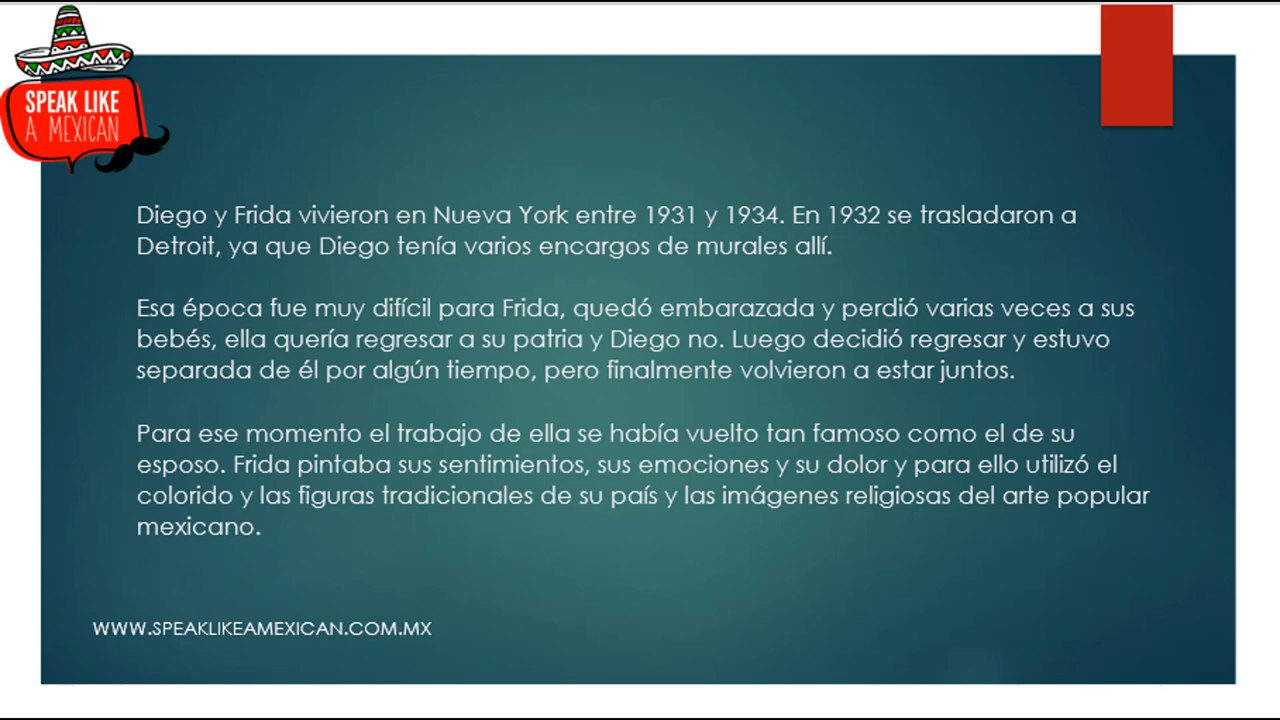 SPEAK LIKE
A MEXICAN
Diego y Frida vivieron en Nueva York entre 1931 y 1934. En 1932 se trasladaron a
Detroit, ya que Diego tenía varios encargos de murales allí.
Esa época fue muy difícil para Frida, quedó embarazada y perdió varias veces a sus
bebés, ella quería regresar a su patria y Diego no. Luego decidió regresar y estuvo
separada de él por algún tiempo, pero finalmente volvieron a estar juntos.
Para ese momento el trabajo de ella se había vuelto tan famoso como el de su
esposo. Frida pintaba sus sentimientos, sus emociones y su dolor y para ello utilizó el
colorido y las figuras tradicionales de su país y las imágenes religiosas del arte popular
mexicano.
WWW.SPEAKLIKEAMEXICAN.COM.MX